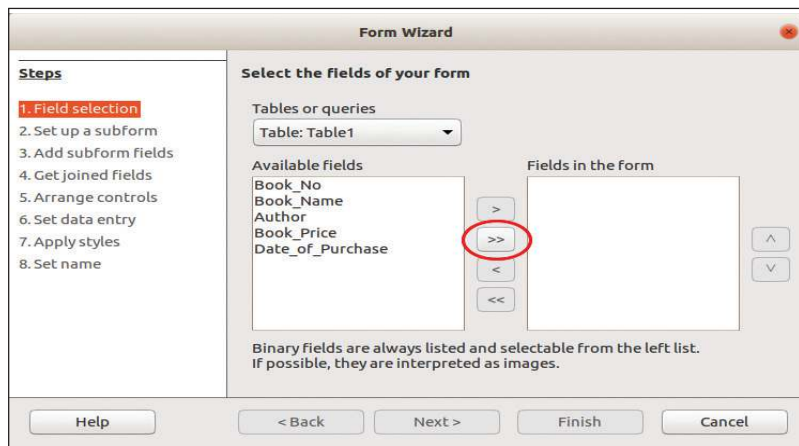 Form Wizard
Steps
1. Field selection
2. Set up a subform
3. Add subform fields
4. Get joined fields
5. Arrange controls
6. Set data entry
7. Apply styles
8. Set name
Select the fields of your form
Tables or queries
Table: Table1
Available fields
Book_No
Book_Name
Author
Book_Price
Date_of_Purchase
>
>>
<
<<
Fields in the form
Binary fields are always listed and selectable from the left list.
If possible, they are interpreted as images.
Help
< Back
Next >
Finish
Cancel